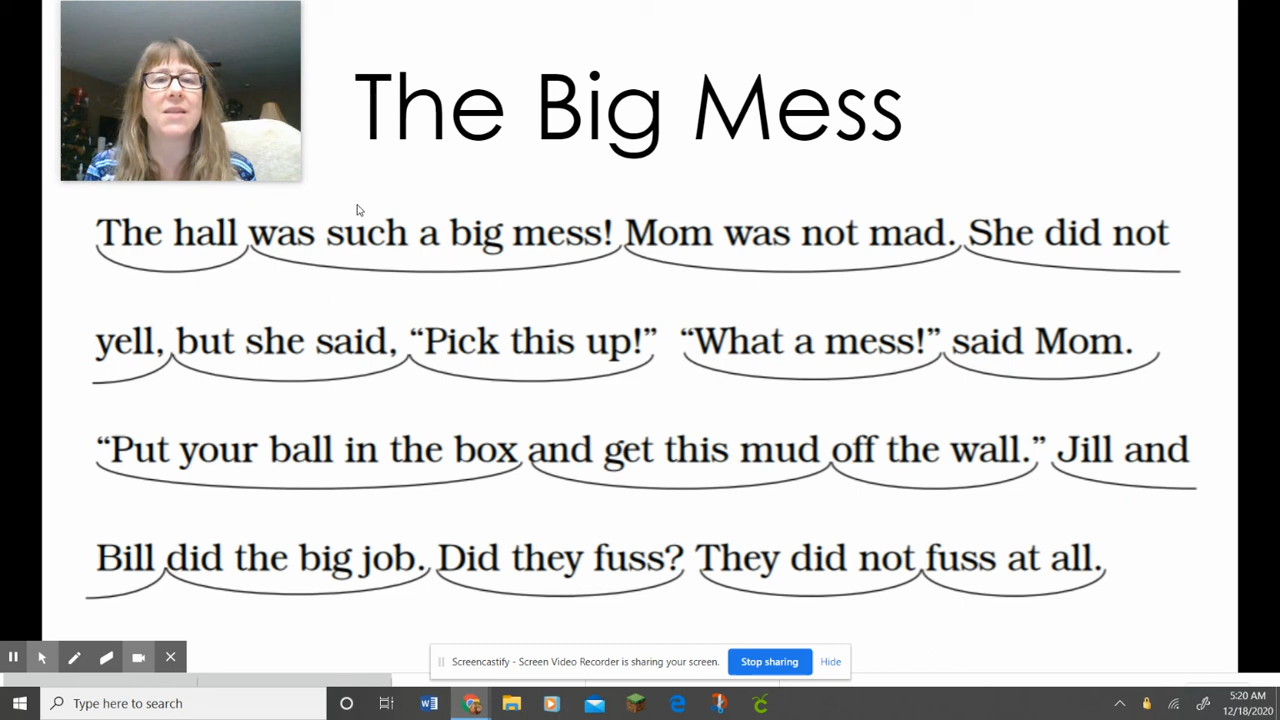 The Big Mess
The hall was such a big mess! Mom was not mad. She did not
yell, but she said, “Pick this up!” “What a mess!” said Mom.
“Put your ball in the box and get this mud off the wall.” Jill and
Bill did the big job. Did they fuss? They did not fuss at all.
Screencastify - Screen Video Recorder is sharing your screen. Stop sharing Hide
Type here to search
5:20 AM
12/18/2020